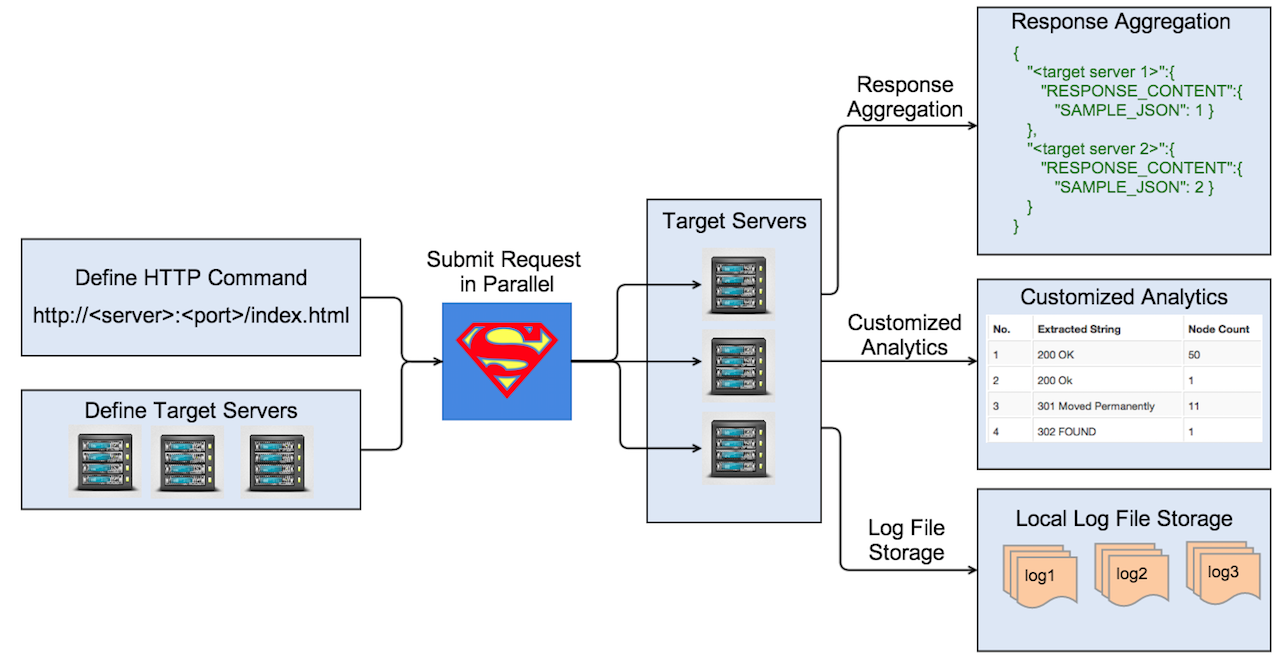 Define HTTP Command
http://<server>:<port>/index.html
Define Target Servers
Submit Request
in Parallel
S
Target Servers
Response
Aggregation
Customized
Analytics
Log File
Storage
Response Aggregation
{
"<target server 1>":{
"RESPONSE_CONTENT":{
"SAMPLE_JSON": 1 }
},
"<target server 2>":{
"RESPONSE_CONTENT":{
"SAMPLE_JSON": 2 }
}
}
Customized Analytics
No. Extracted String Node Count
1 200 OK 50
2 200 Ok 1
3 301 Moved Permanently 11
4 302 FOUND 1
Local Log File Storage
log1 log2 log3